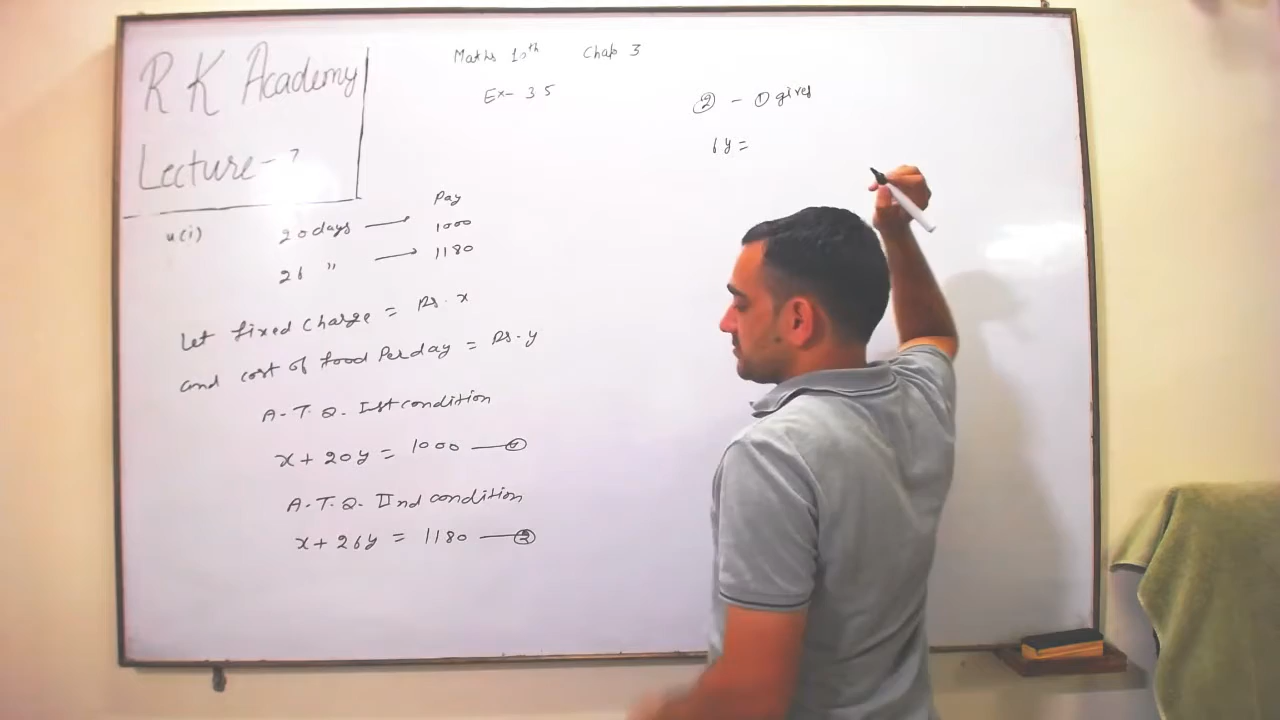 R K Academy
Lecture - 7
Maths 10th Chap 3
Ex- 3.5
Pay
u(i) 20 days → 1000
26 " → 1180
Let fixed charge = Rs. x
and cost of food Per day = Rs. y
A-T.Q. Ist condition
x + 20y = 1000 — ①
A-T.Q. IInd condition
x + 26y = 1180 — ②
② - ① gives
6y =